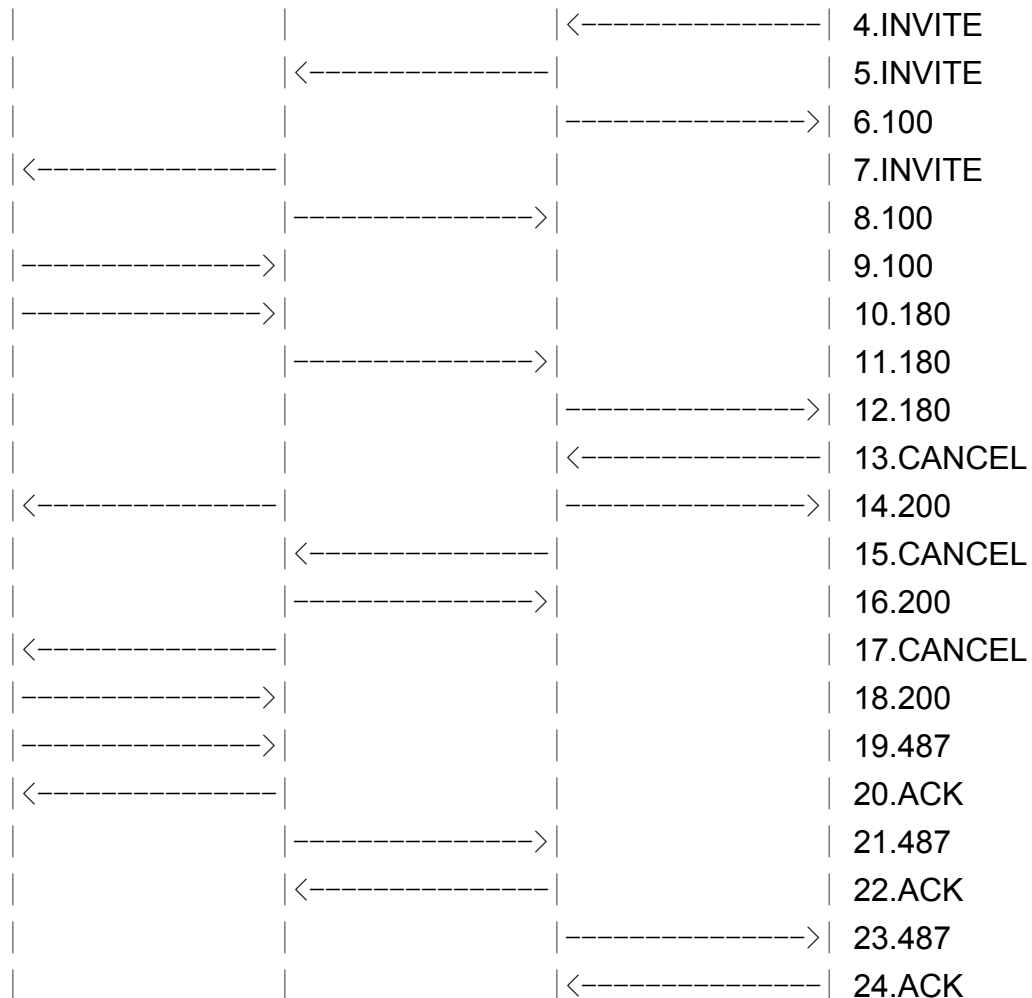 |                |                |<---------------| 4.INVITE
|                |<---------------|                | 5.INVITE
|                |                |--------------->| 6.100
|<---------------|                |                | 7.INVITE
|                |--------------->|                | 8.100
|--------------->|                |                | 9.100
|--------------->|                |                | 10.180
|                |--------------->|                | 11.180
|                |                |--------------->| 12.180
|                |                |<---------------| 13.CANCEL
|<---------------|                |--------------->| 14.200
|                |<---------------|                | 15.CANCEL
|                |--------------->|                | 16.200
|<---------------|                |                | 17.CANCEL
|--------------->|                |                | 18.200
|--------------->|                |                | 19.487
|<---------------|                |                | 20.ACK
|                |--------------->|                | 21.487
|                |<---------------|                | 22.ACK
|                |                |--------------->| 23.487
|                |                |<---------------| 24.ACK